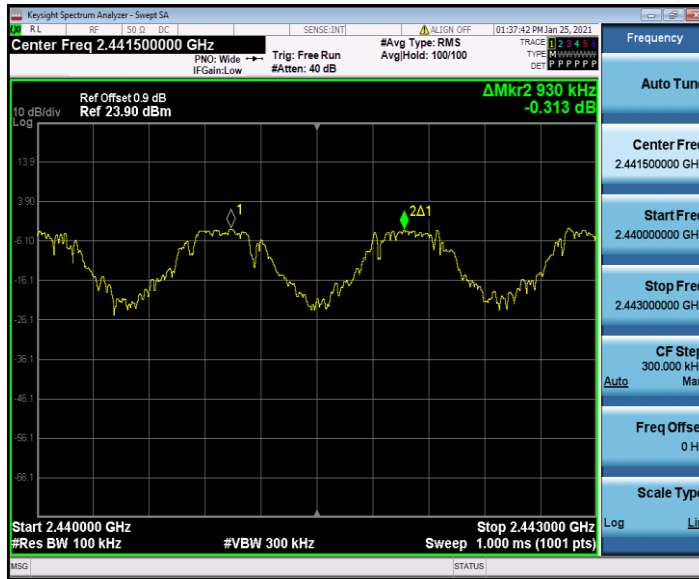 Keysight Spectrum Analyzer - Swept SA
LXI RL RF 50 Ω DC SENSE:INT ALIGN OFF 01:37:42 PM Jan 25, 2021
Center Freq 2.441500000 GHz
PNO: Wide
IFGain:Low
Trig: Free Run
#Atten: 40 dB
#Avg Type: RMS
Avg|Hold: 100/100
TRACE 1 2 3 4 5 6
TYPE M W W W W W
DET P P P P P P
Ref Offset 0.9 dB
Ref 23.90 dBm
10 dB/div
Log
ΔMkr2 930 kHz
-0.313 dB
13.9
3.90
-6.10
-16.1
-26.1
-36.1
-46.1
-56.1
-66.1
1
2Δ1
Start 2.440000 GHz
Stop 2.443000 GHz
#Res BW 100 kHz
#VBW 300 kHz
Sweep 1.000 ms (1001 pts)
MSG
STATUS
Frequency
Auto Tun
Center Fre
2.441500000 GH
Start Fre
2.440000000 GH
Stop Fre
2.443000000 GH
CF Step
300.000 kH
Auto Ma
Freq Offse
0 H
Scale Type
Log Lin